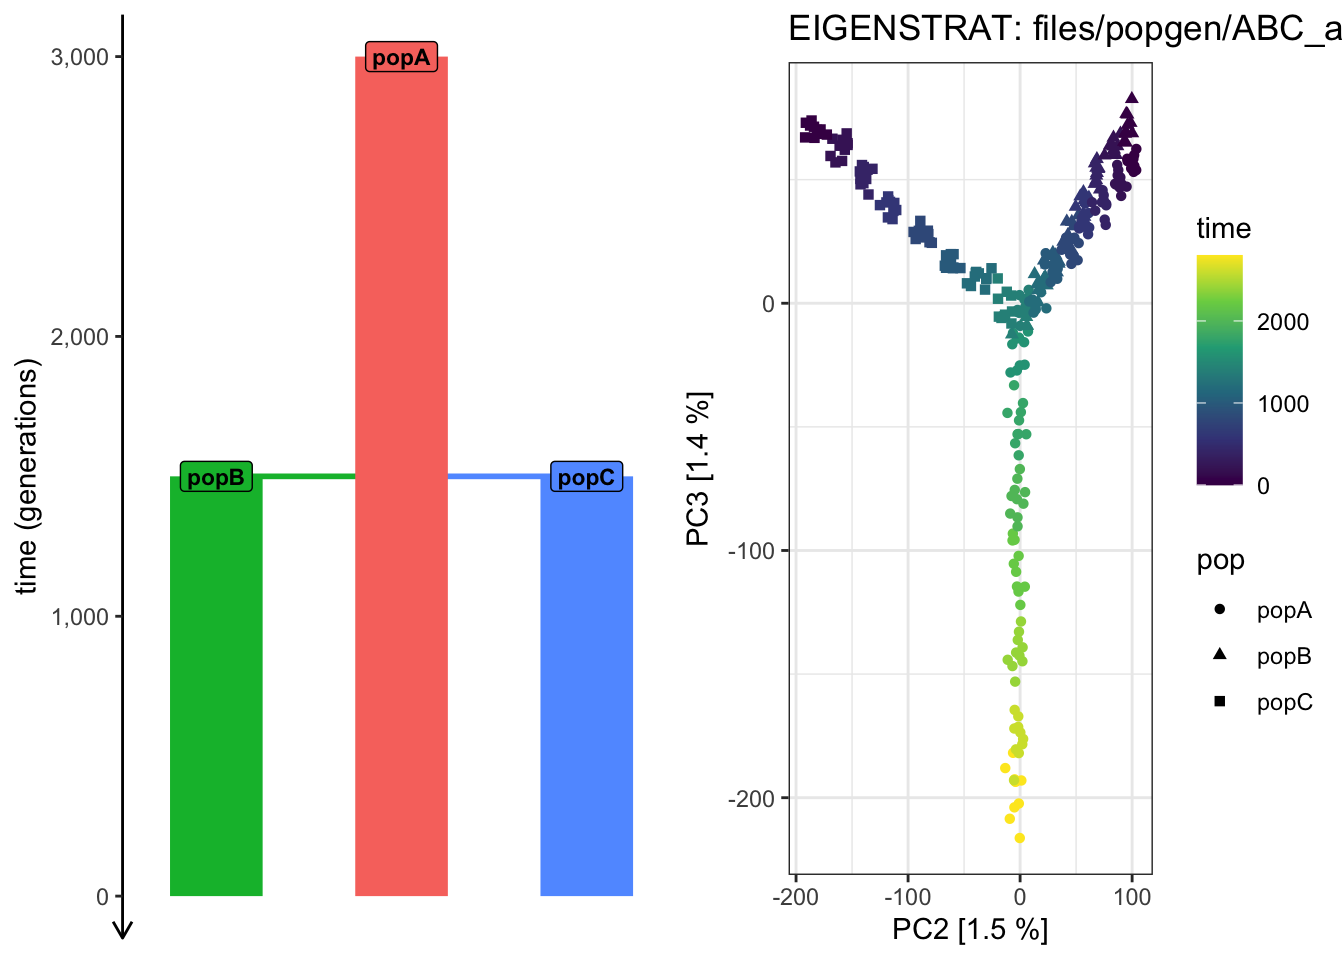 EIGENSTRAT: files/popgen/ABC_a
time (generations)
3,000
2,000
1,000
0
popA
popB
popC
PC3 [1.4 %]
0
-100
-200
-200
-100
0
100
PC2 [1.5 %]
time
2000
1000
0
pop
popA
popB
popC